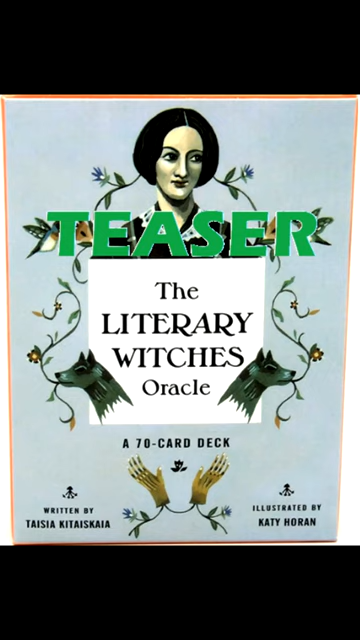 TEASER
The
LITERARY
WITCHES
Oracle
A 70-CARD DECK
WRITTEN BY
TAISIA KITAISKAIA
ILLUSTRATED BY
KATY HORAN